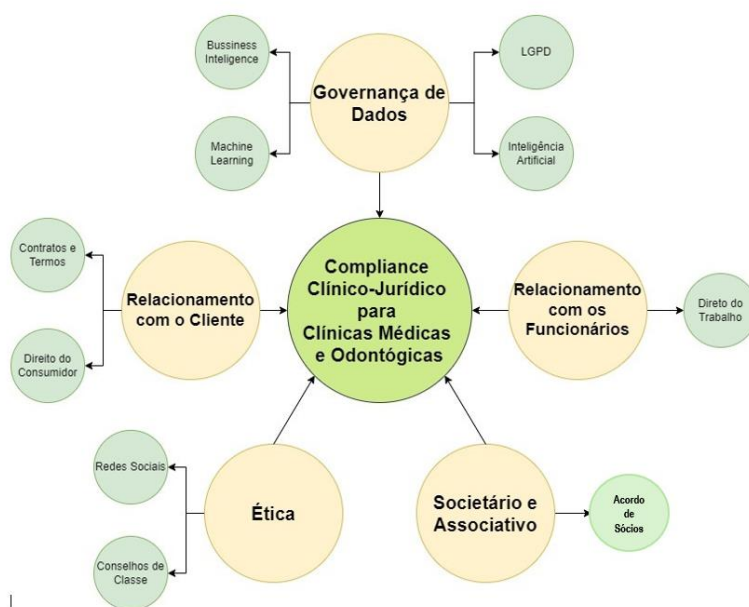 Bussiness
Inteligence
LGPD
Governança de
Dados
Machine
Learning
Inteligência
Artificial
Contratos e
Termos
Relacionamento
com o Cliente
Direito do
Consumidor
Compliance
Clínico-Jurídico
para
Clínicas Médicas
e Odontógicas
Relacionamento
com os
Funcionários
Direto do
Trabalho
Redes Sociais
Ética
Conselhos de
Classe
Societário e
Associativo
Acordo
de
Sócios